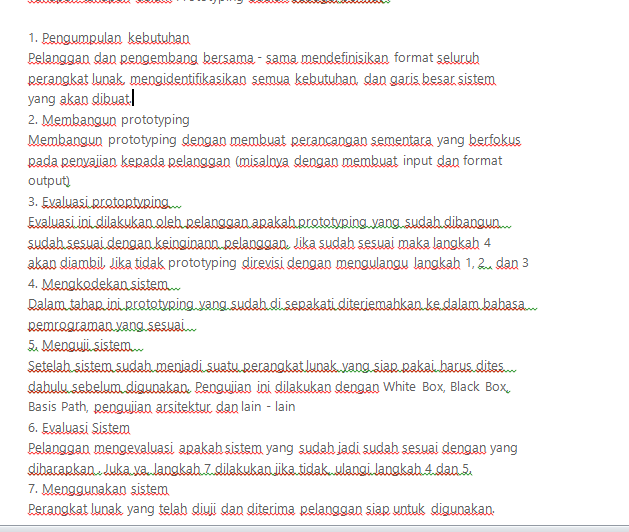 1. Pengumpulan kebutuhan
Pelanggan dan pengembang bersama - sama mendefinisikan format seluruh
perangkat lunak, mengidentifikasikan semua kebutuhan, dan garis besar sistem
yang akan dibuat.
2. Membangun prototyping
Membangun prototyping dengan membuat perancangan sementara yang berfokus
pada penyajian kepada pelanggan (misalnya dengan membuat input dan format
output)
3. Evaluasi protoptyping
Evaluasi ini dilakukan oleh pelanggan apakah prototyping yang sudah dibangun
sudah sesuai dengan keinginann pelanggan. Jika sudah sesuai maka langkah 4
akan diambil. Jika tidak prototyping direvisi dengan mengulangu langkah 1, 2 , dan 3
4. Mengkodekan sistem
Dalam tahap ini prototyping yang sudah di sepakati diterjemahkan ke dalam bahasa
pemrograman yang sesuai
5. Menguji sistem
Setelah sistem sudah menjadi suatu perangkat lunak yang siap pakai, harus dites
dahulu sebelum digunakan. Pengujian ini dilakukan dengan White Box, Black Box,
Basis Path, pengujian arsitektur dan lain - lain
6. Evaluasi Sistem
Pelanggan mengevaluasi apakah sistem yang sudah jadi sudah sesuai dengan yang
diharapkan . Juka ya, langkah 7 dilakukan jika tidak, ulangi langkah 4 dan 5.
7. Menggunakan sistem
Perangkat lunak yang telah diuji dan diterima pelanggan siap untuk digunakan.